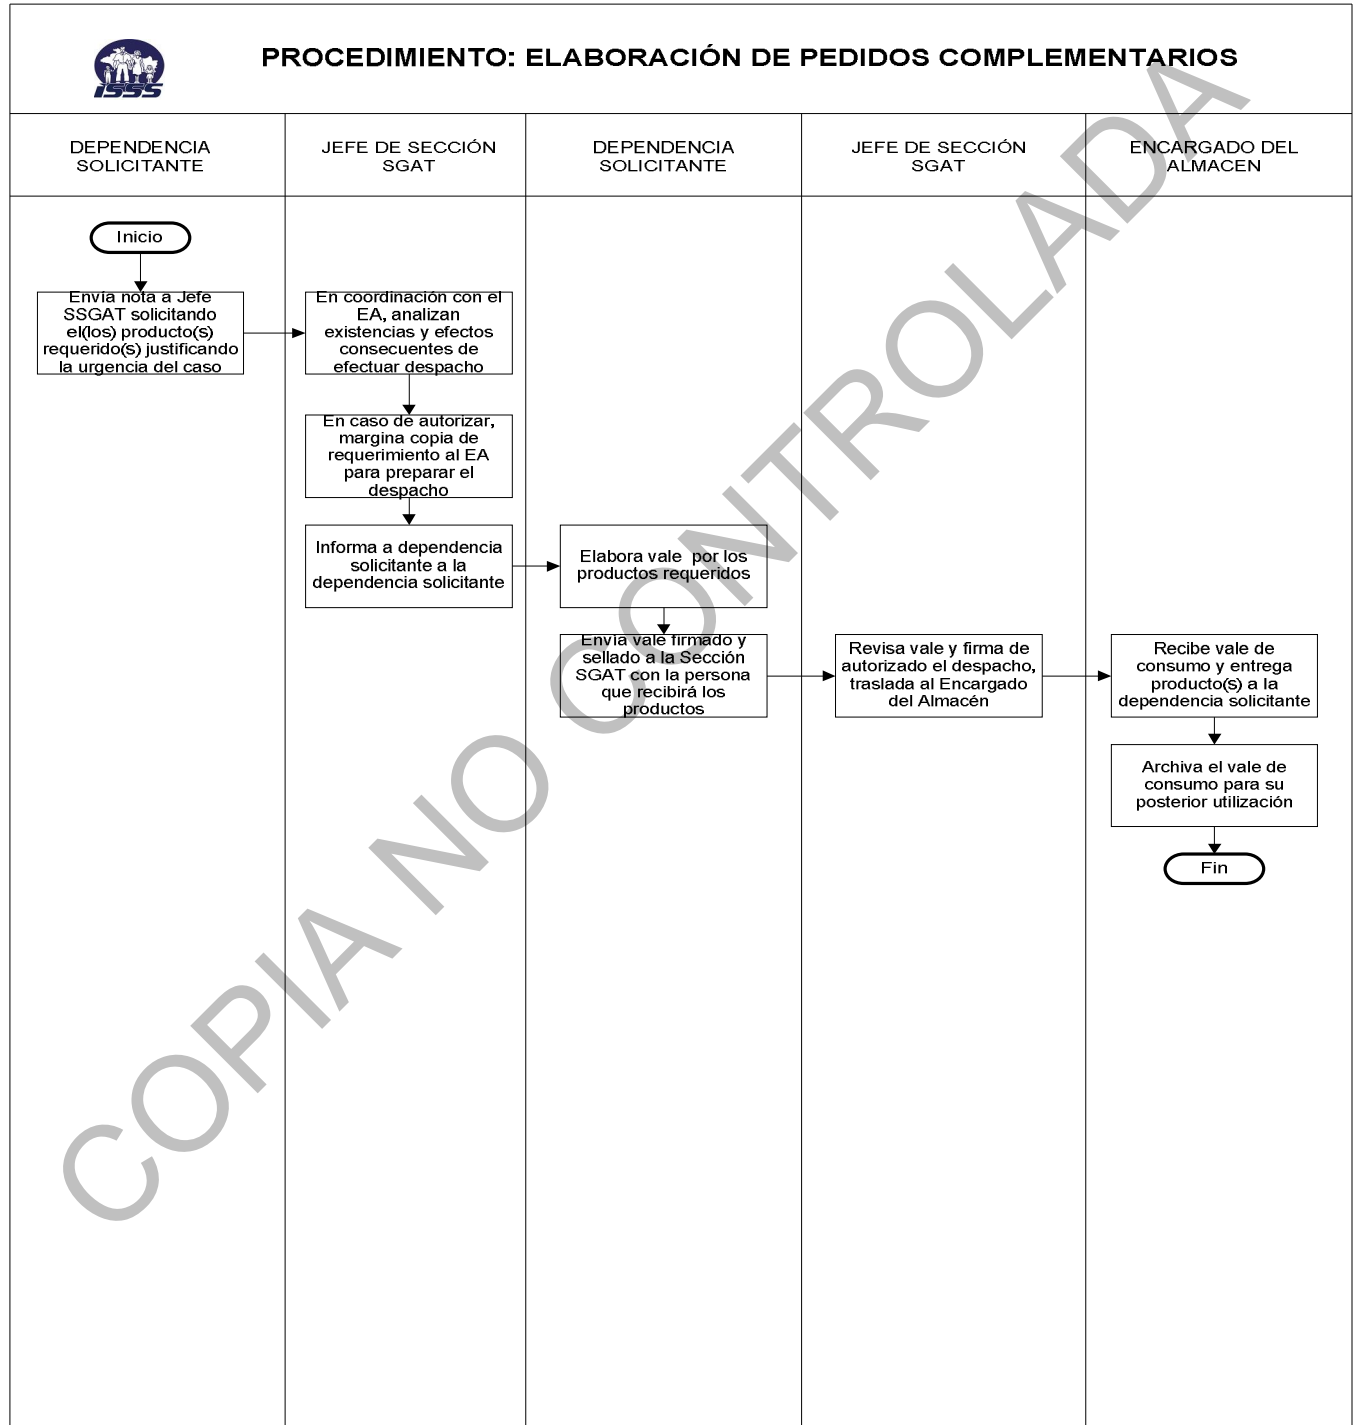 PROCEDIMIENTO: ELABORACIÓN DE PEDIDOS COMPLEMENTARIOS
ISSS
DEPENDENCIA
SOLICITANTE
JEFE DE SECCIÓN
SGAT
DEPENDENCIA
SOLICITANTE
JEFE DE SECCIÓN
SGAT
ENCARGADO DEL
ALMACEN
Inicio
Envía nota a Jefe
SSGAT solicitando
el(los) producto(s)
requerido(s) justificando
la urgencia del caso
En coordinación con el
EA, analizan
existencias y efectos
consecuentes de
efectuar despacho
En caso de autorizar,
margina copia de
requerimiento al EA
para preparar el
despacho
Informa a dependencia
solicitante a la
dependencia solicitante
Elabora vale  por los
productos requeridos
Envía vale firmado y
sellado a la Sección
SGAT con la persona
que recibirá los
productos
Revisa vale y firma de
autorizado el despacho,
traslada al Encargado
del Almacén
Recibe vale de
consumo y entrega
producto(s) a la
dependencia solicitante
Archiva el vale de
consumo para su
posterior utilización
Fin
COPIA NO CONTROLADA